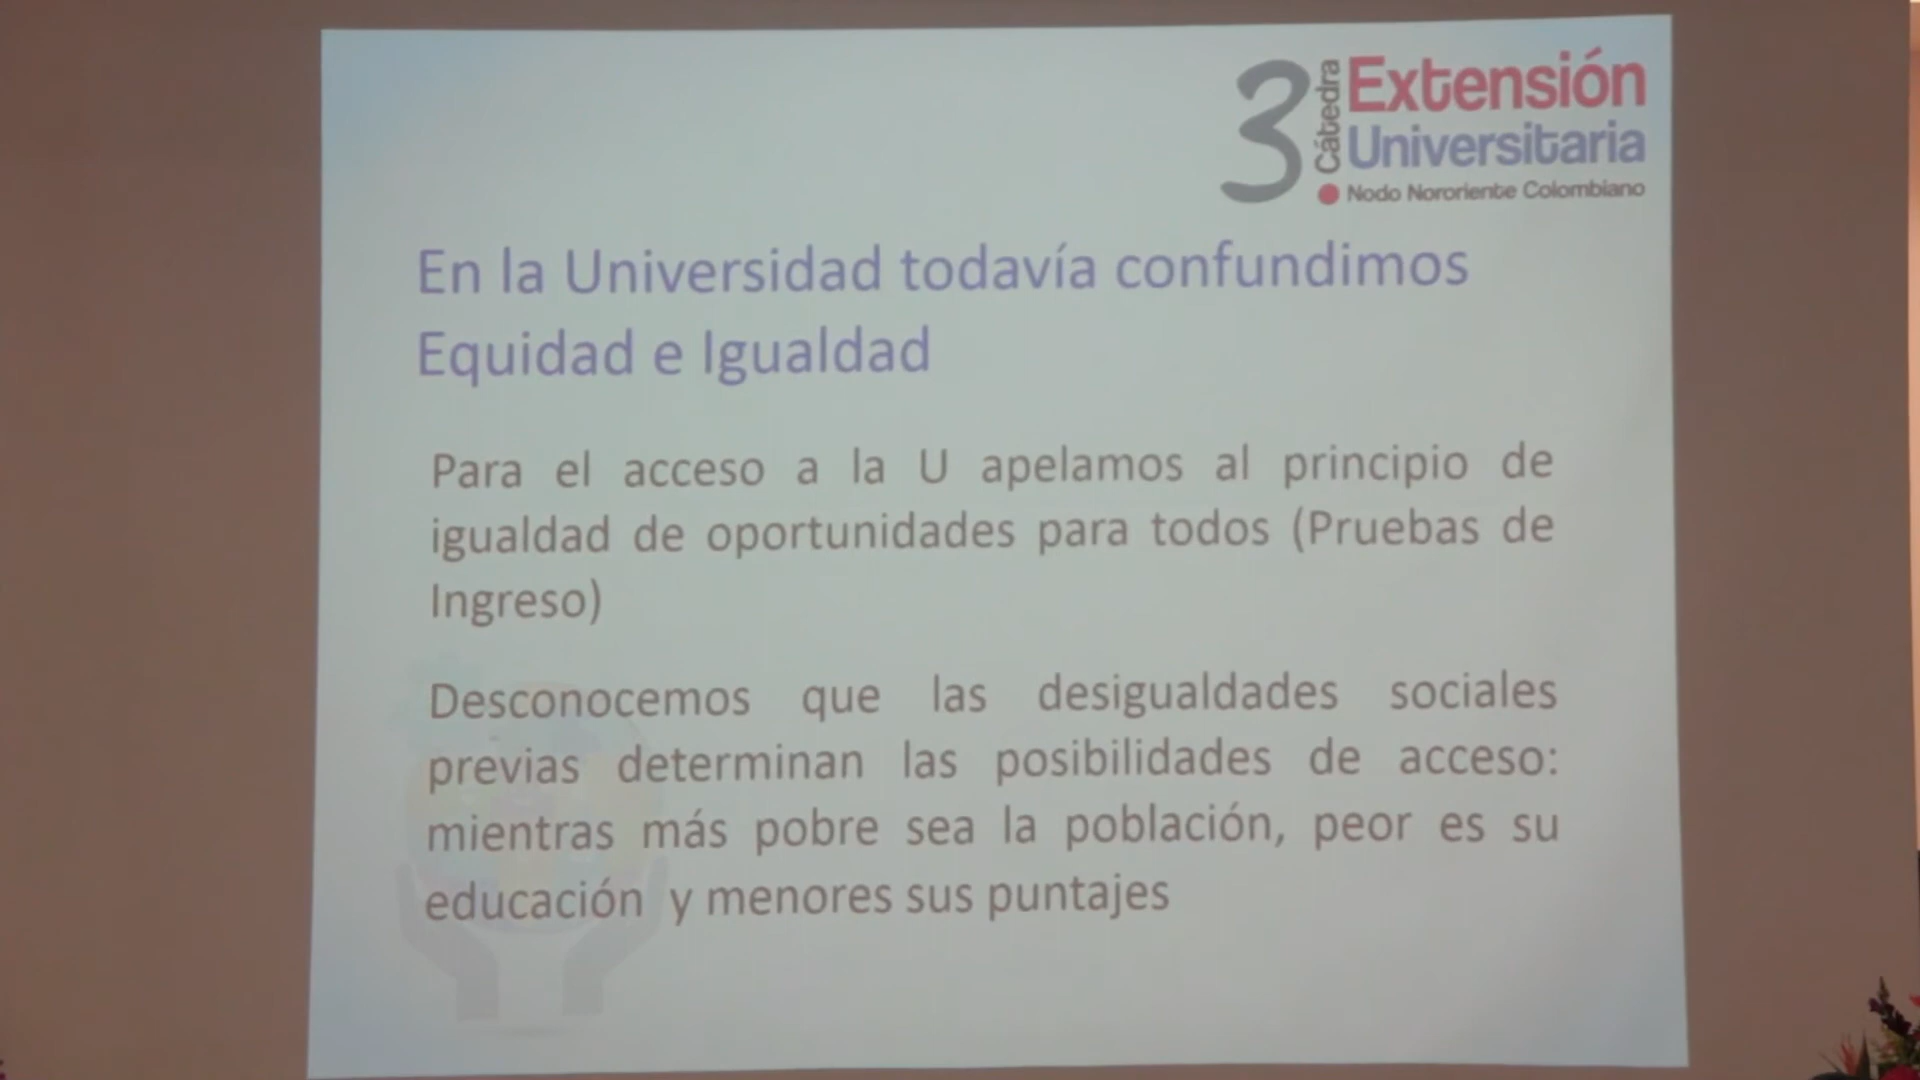 3 Cátedra
Extensión
Universitaria
Nodo Nororiente Colombiano
En la Universidad todavía confundimos
Equidad e Igualdad
Para el acceso a la U apelamos al principio de
igualdad de oportunidades para todos (Pruebas de
Ingreso)
Desconocemos que las desigualdades sociales
previas determinan las posibilidades de acceso:
mientras más pobre sea la población, peor es su
educación y menores sus puntajes